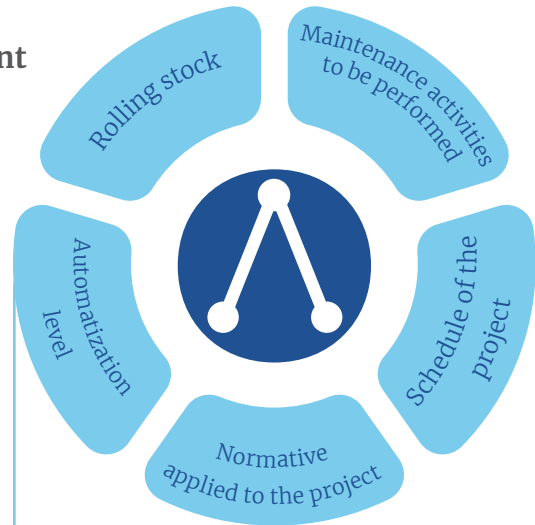 nt
Rolling stock
Maintenance activities
to be performed
Schedule of the
project
Normative
applied to the project
Automatization
level